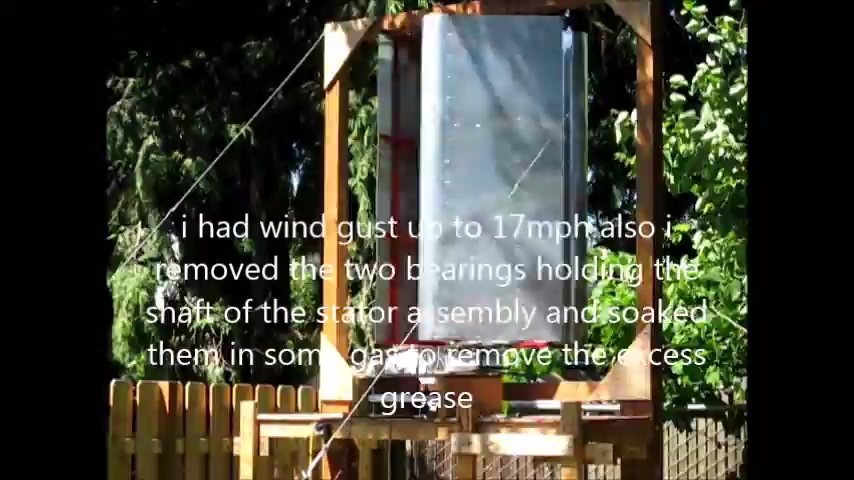 i had wind gust up to 17mph also i
removed the two bearings holding the
shaft of the stator assembly and soaked
them in some gas to remove the excess
grease